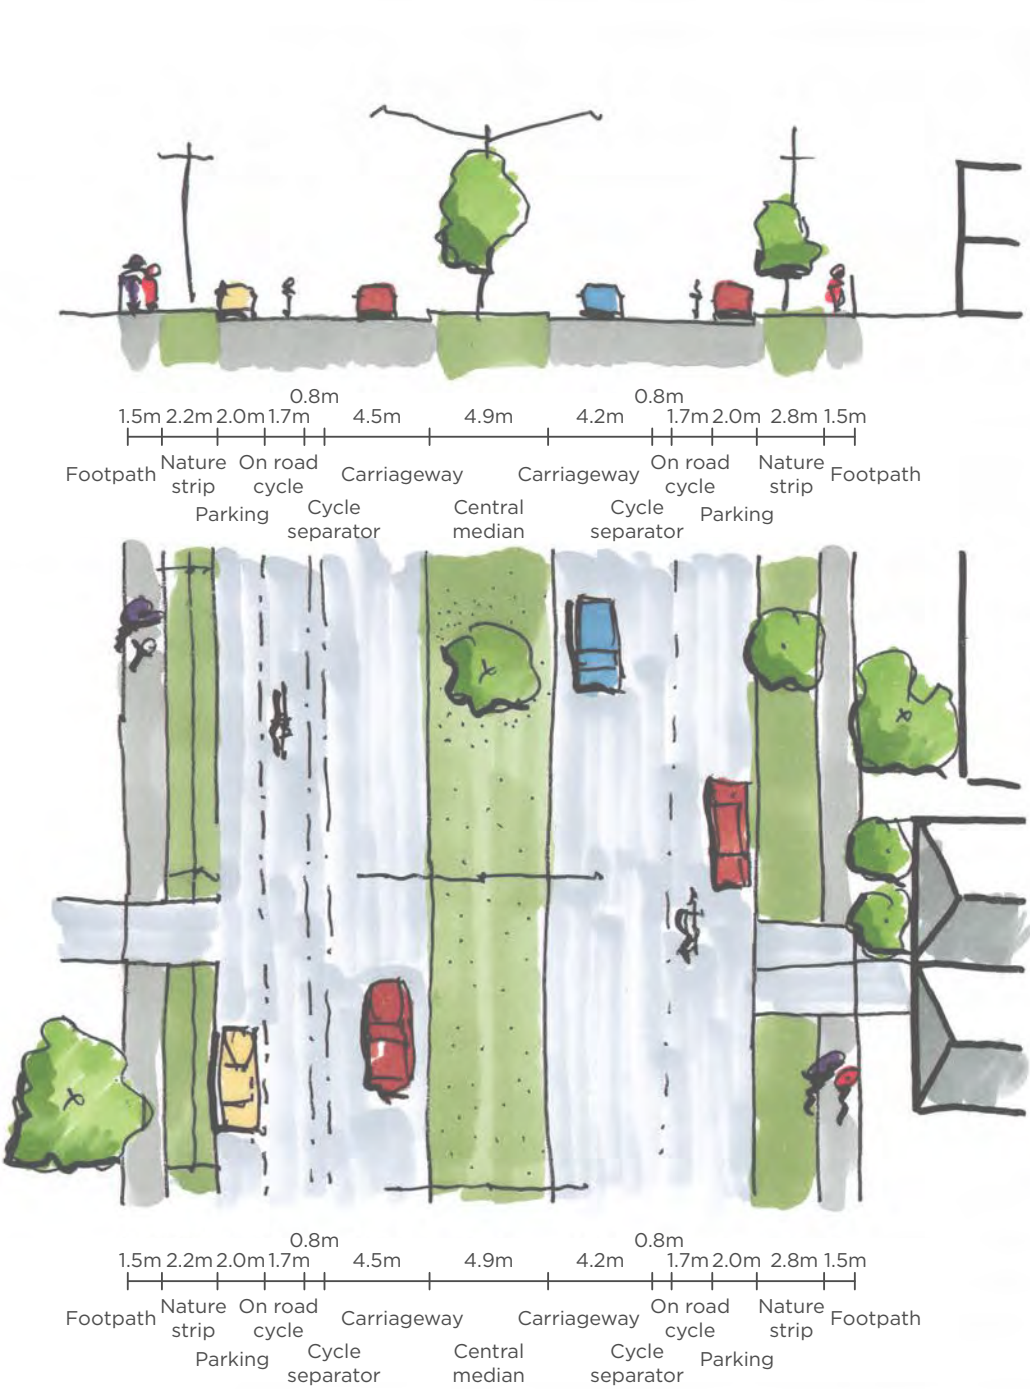 0.8m 0.8m
1.5m 2.2m 2.0m 1.7m 4.5m 4.9m 4.2m 1.7m 2.0m 2.8m 1.5m
Footpath Nature strip On road cycle Carriageway Carriageway On road cycle Nature strip Footpath
Parking Cycle separator Central median Cycle separator Parking
0.8m 0.8m
1.5m 2.2m 2.0m 1.7m 4.5m 4.9m 4.2m 1.7m 2.0m 2.8m 1.5m
Footpath Nature strip On road cycle Carriageway Carriageway On road cycle Nature strip Footpath
Parking Cycle separator Central median Cycle separator Parking